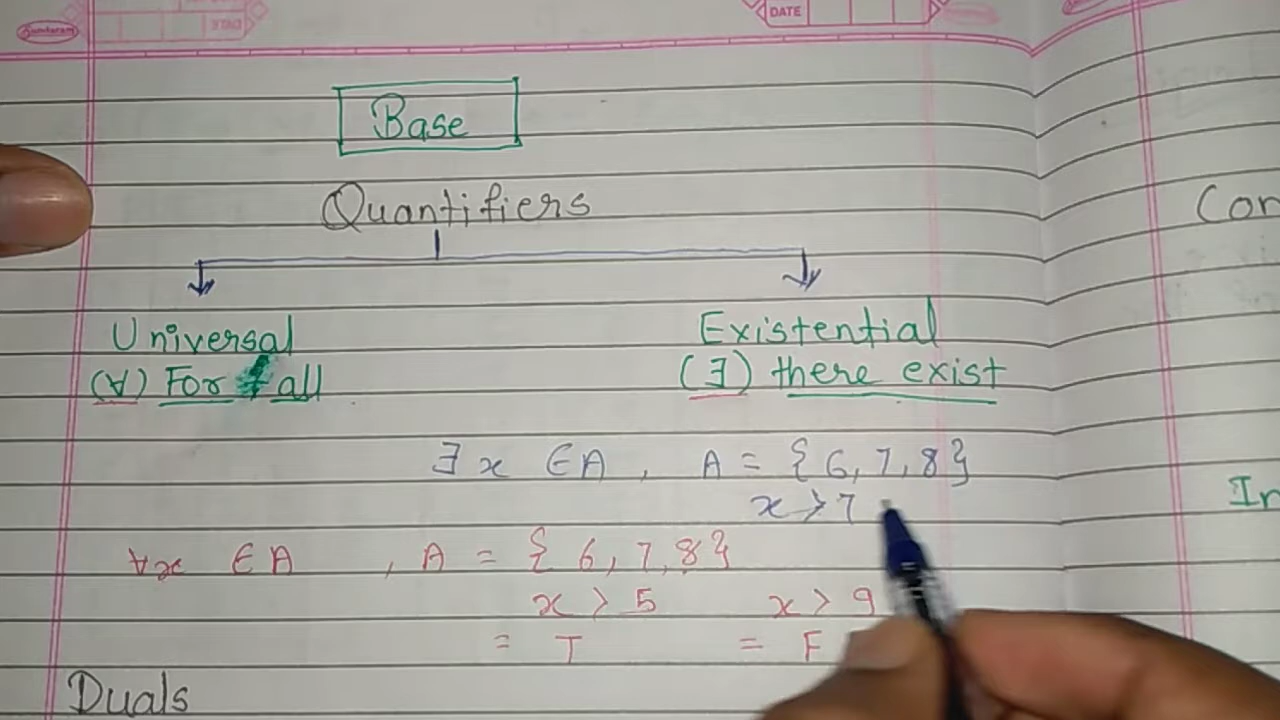 Sundaram
DATE
Base
Quantifiers
Universal
(∀) For all
Existential
(∃) there exist
∃ x ∈ A , A = {6, 7, 8}
x > 7
∀x ∈ A , A = {6, 7, 8}
x > 5 x > 9
= T = F
Duals
Con
In